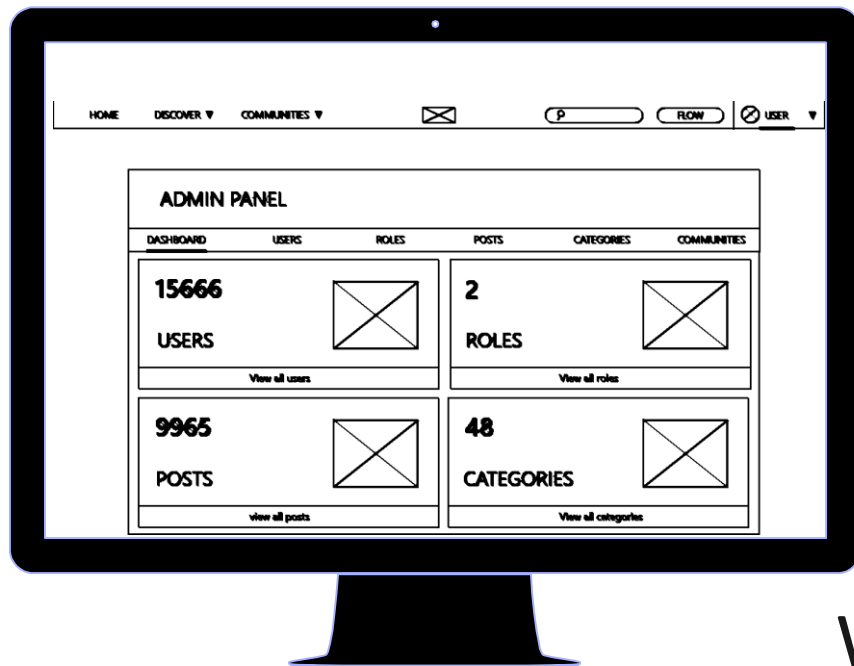 HOME DISCOVER ▼ COMMUNITIES ▼ FLOW USER ▼
ADMIN PANEL
DASHBOARD USERS ROLES POSTS CATEGORIES COMMUNITIES
15666 2
USERS ROLES
View all users View all roles
9965 48
POSTS CATEGORIES
view all posts View all categories